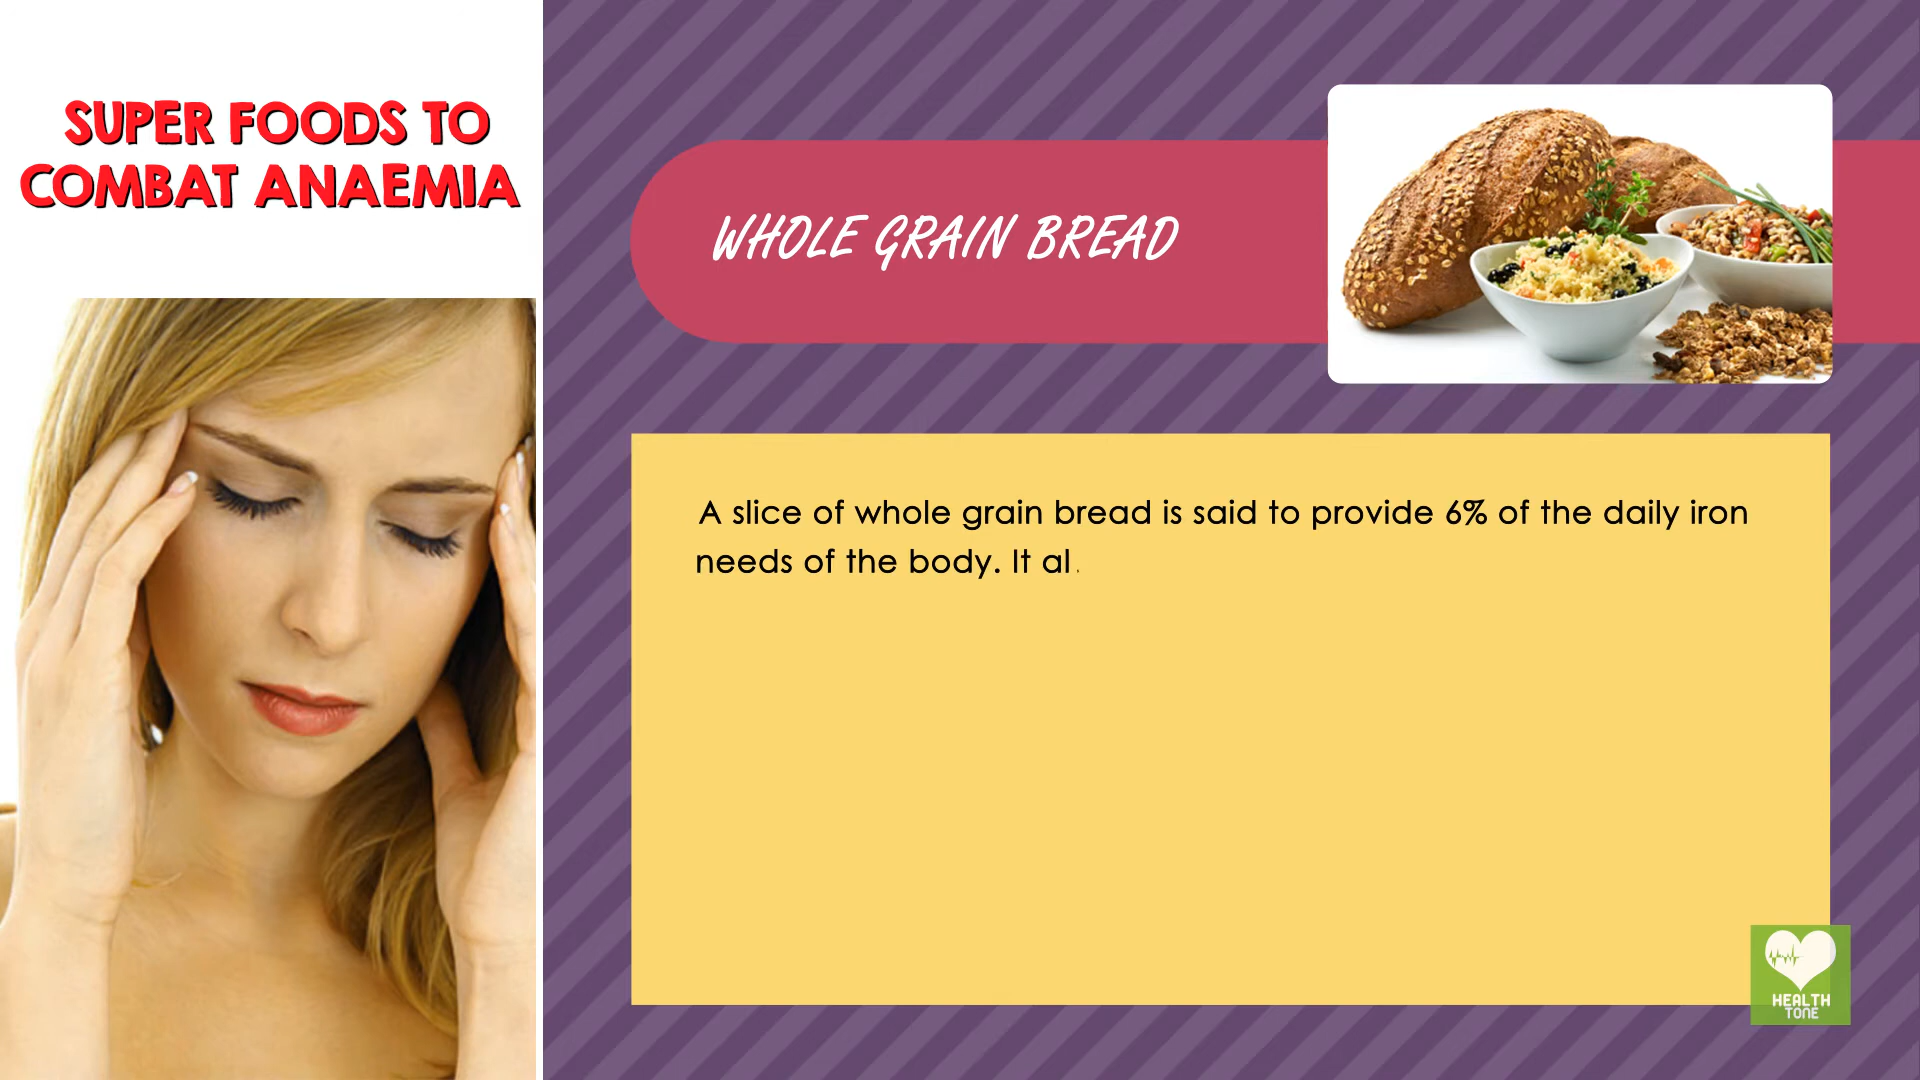 SUPER FOODS TO
COMBAT ANAEMIA
WHOLE GRAIN BREAD
A slice of whole grain bread is said to provide 6% of the daily iron
needs of the body. It al
HEALTH
TONE